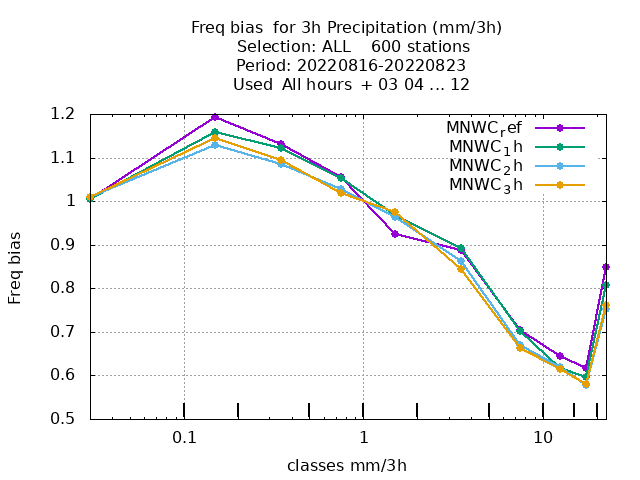 Freq bias  for 3h Precipitation (mm/3h)
Selection: ALL    600 stations
Period: 20220816-20220823
Used  All hours  + 03 04 ... 12
MNWC_ref
MNWC_1h
MNWC_2h
MNWC_3h
1.2
1.1
1
0.9
0.8
0.7
0.6
0.5
Freq bias
0.1 1 10
classes mm/3h